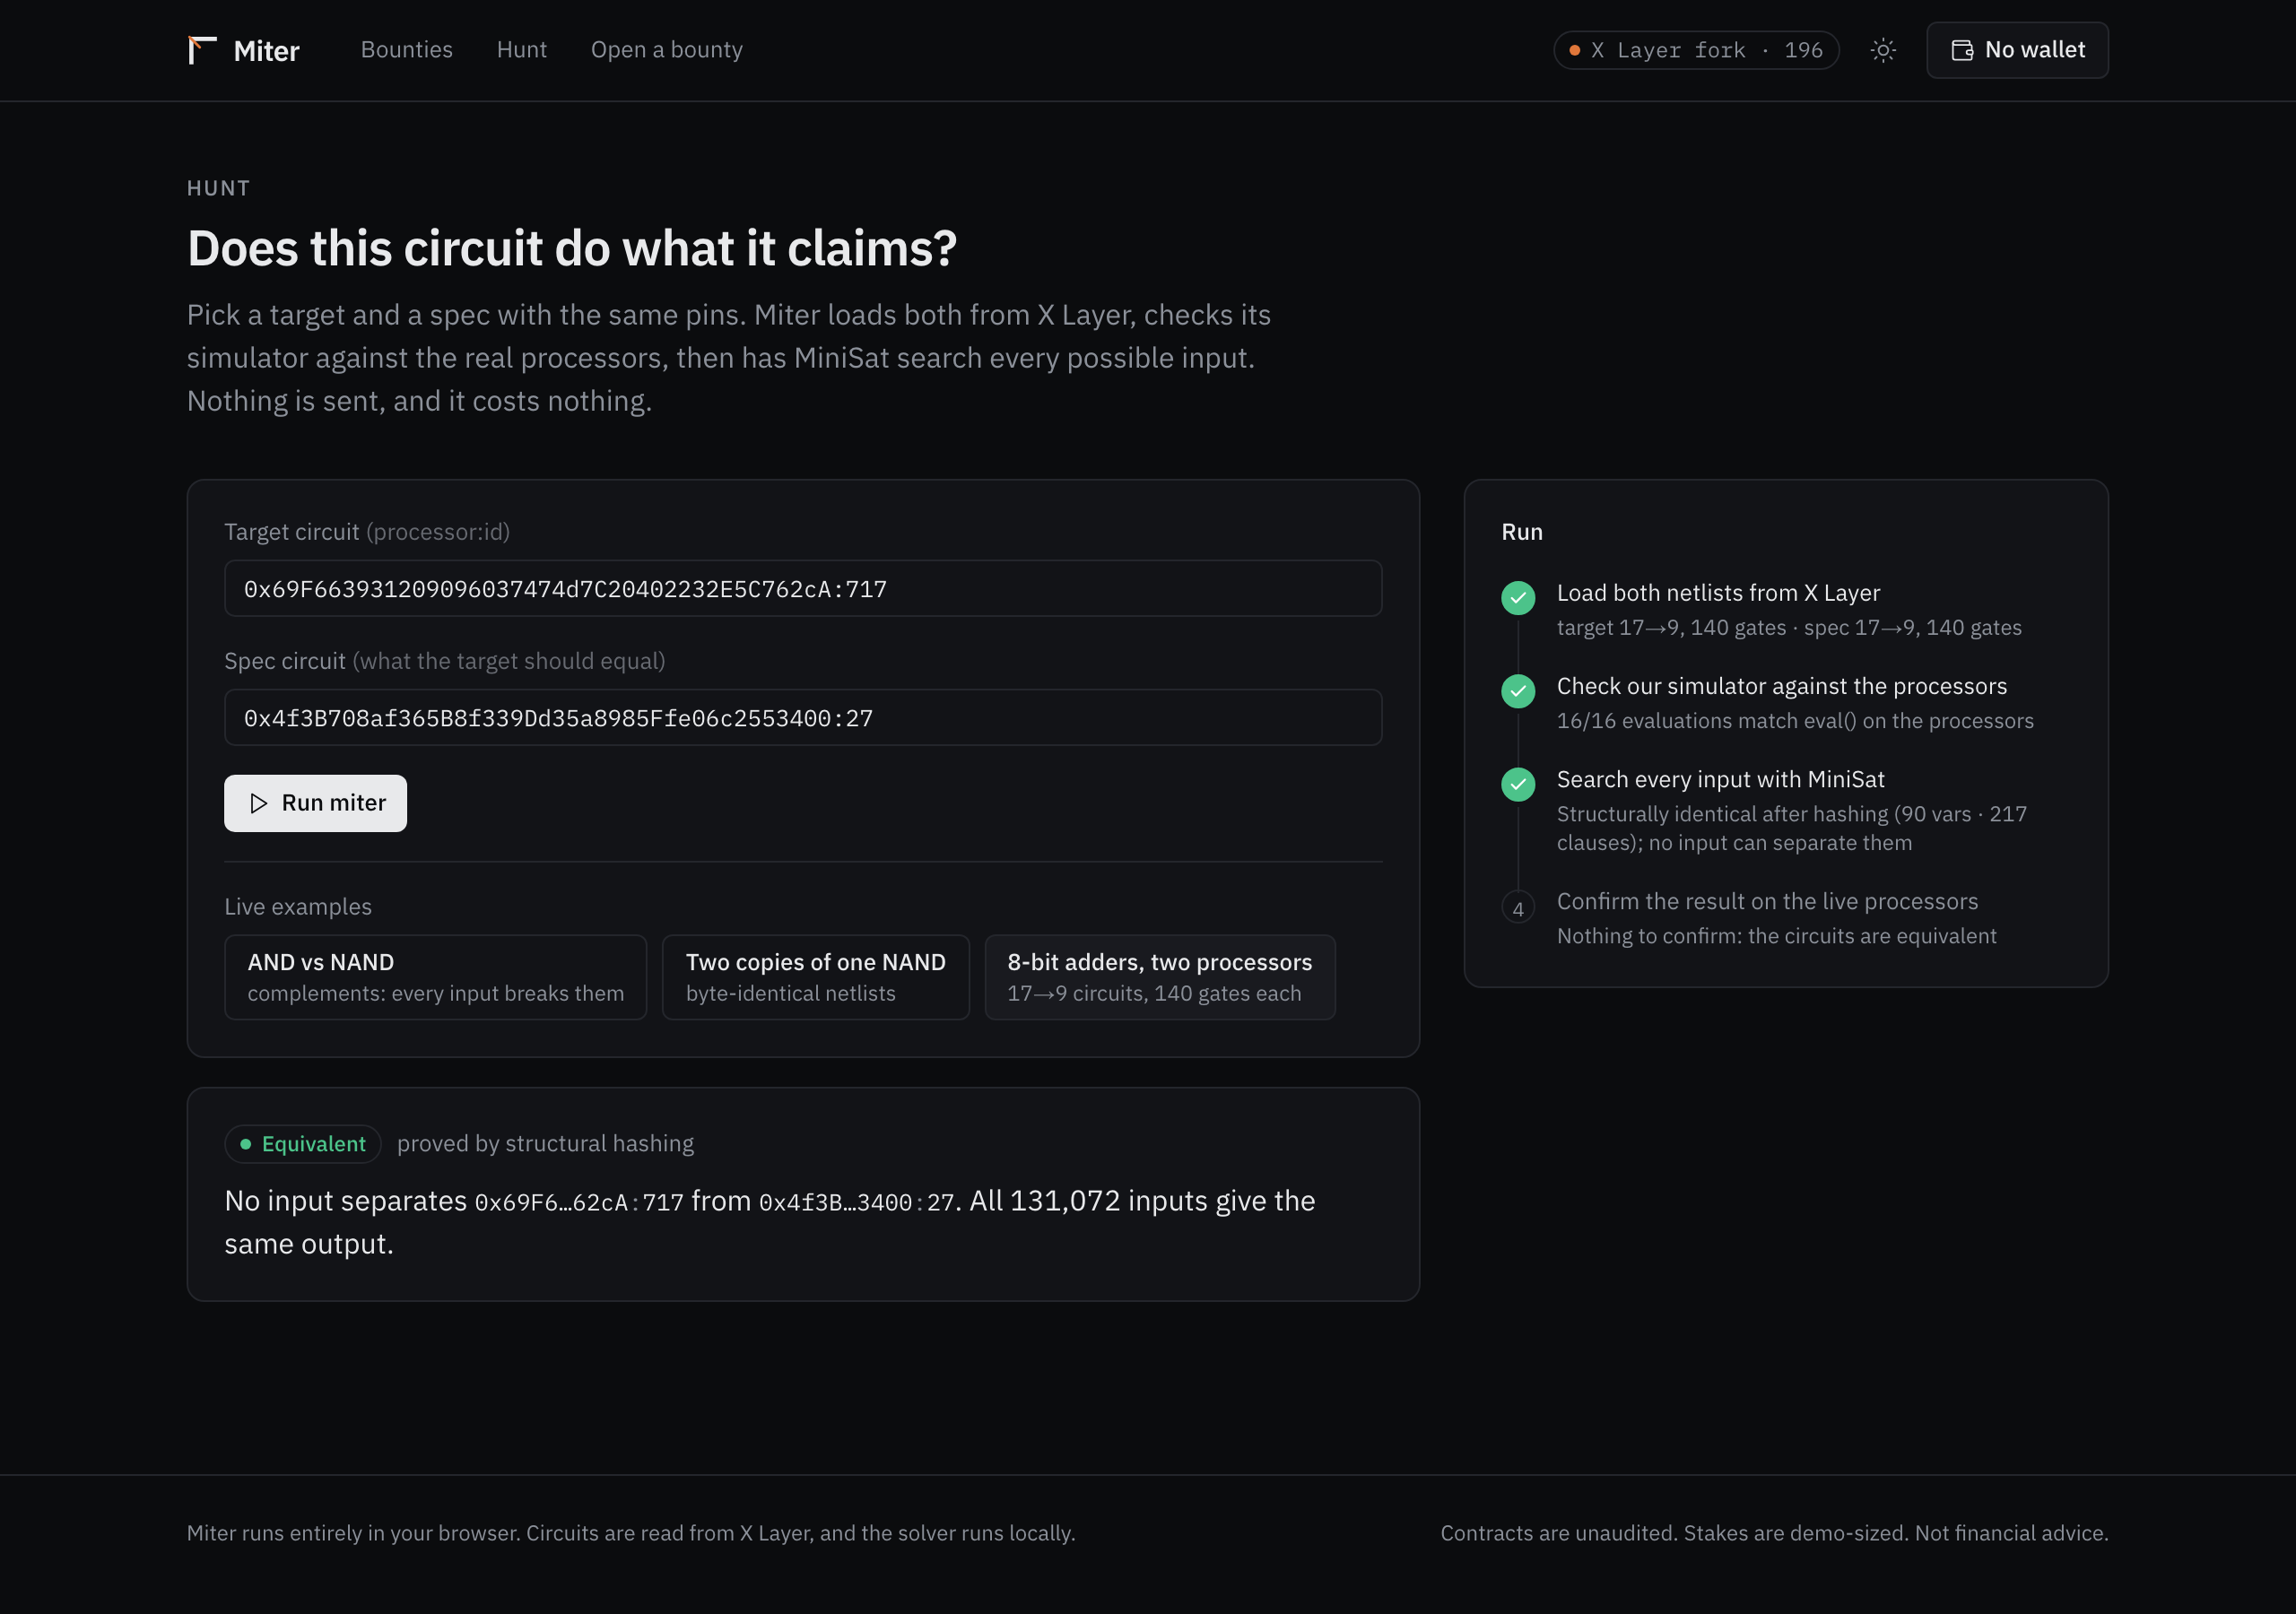 Miter
Bounties
Hunt
Open a bounty
X Layer fork · 196
No wallet
HUNT
Does this circuit do what it claims?
Pick a target and a spec with the same pins. Miter loads both from X Layer, checks its
simulator against the real processors, then has MiniSat search every possible input.
Nothing is sent, and it costs nothing.
Target circuit (processor:id)
0x69F663931209096037474d7C20402232E5C762cA:717
Spec circuit (what the target should equal)
0x4f3B708af365B8f339Dd35a8985Ffe06c2553400:27
Run miter
Live examples
AND vs NAND
complements: every input breaks them
Two copies of one NAND
byte-identical netlists
8-bit adders, two processors
17→9 circuits, 140 gates each
Run
Load both netlists from X Layer
target 17→9, 140 gates · spec 17→9, 140 gates
Check our simulator against the processors
16/16 evaluations match eval() on the processors
Search every input with MiniSat
Structurally identical after hashing (90 vars · 217
clauses); no input can separate them
4
Confirm the result on the live processors
Nothing to confirm: the circuits are equivalent
Equivalent
proved by structural hashing
No input separates 0x69F6…62cA:717 from 0x4f3B…3400:27. All 131,072 inputs give the
same output.
Miter runs entirely in your browser. Circuits are read from X Layer, and the solver runs locally.
Contracts are unaudited. Stakes are demo-sized. Not financial advice.